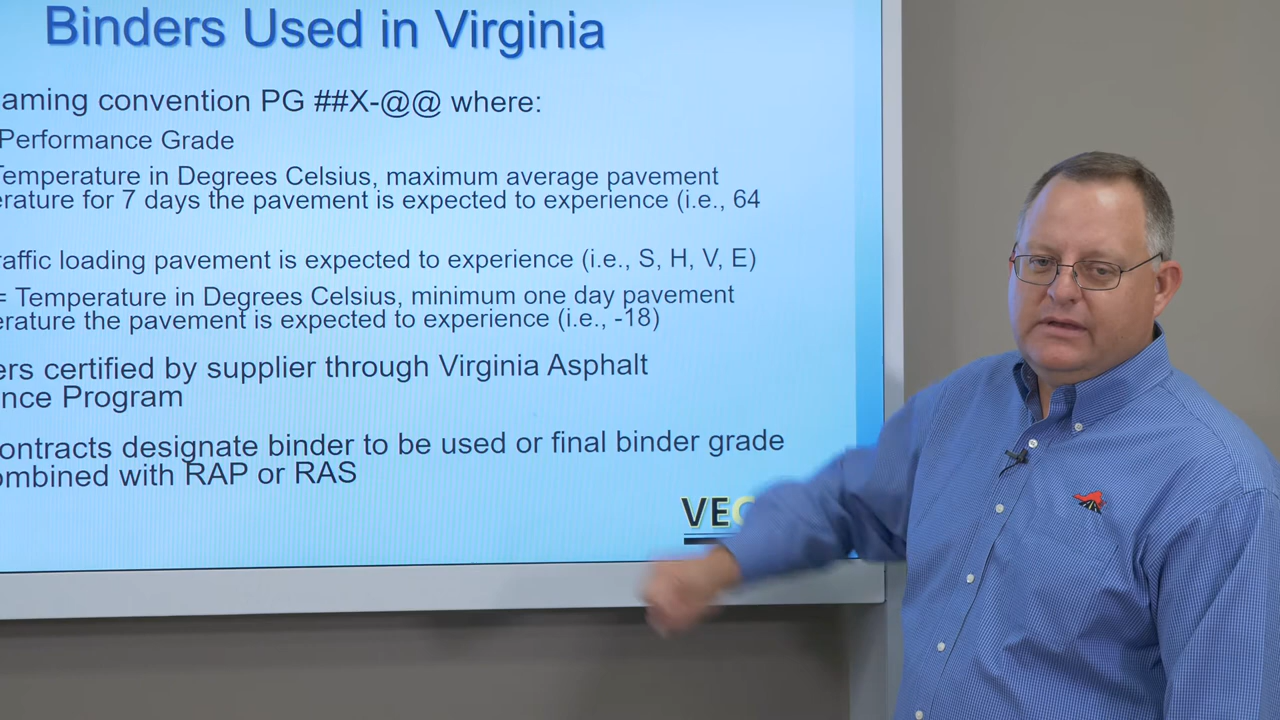 Binders Used in Virginia
aming convention PG ##X-@@ where:
Performance Grade
Temperature in Degrees Celsius, maximum average pavement
erature for 7 days the pavement is expected to experience (i.e., 64
raffic loading pavement is expected to experience (i.e., S, H, V, E)
= Temperature in Degrees Celsius, minimum one day pavement
erature the pavement is expected to experience (i.e., -18)
ers certified by supplier through Virginia Asphalt
nce Program
ontracts designate binder to be used or final binder grade
ombined with RAP or RAS
VE